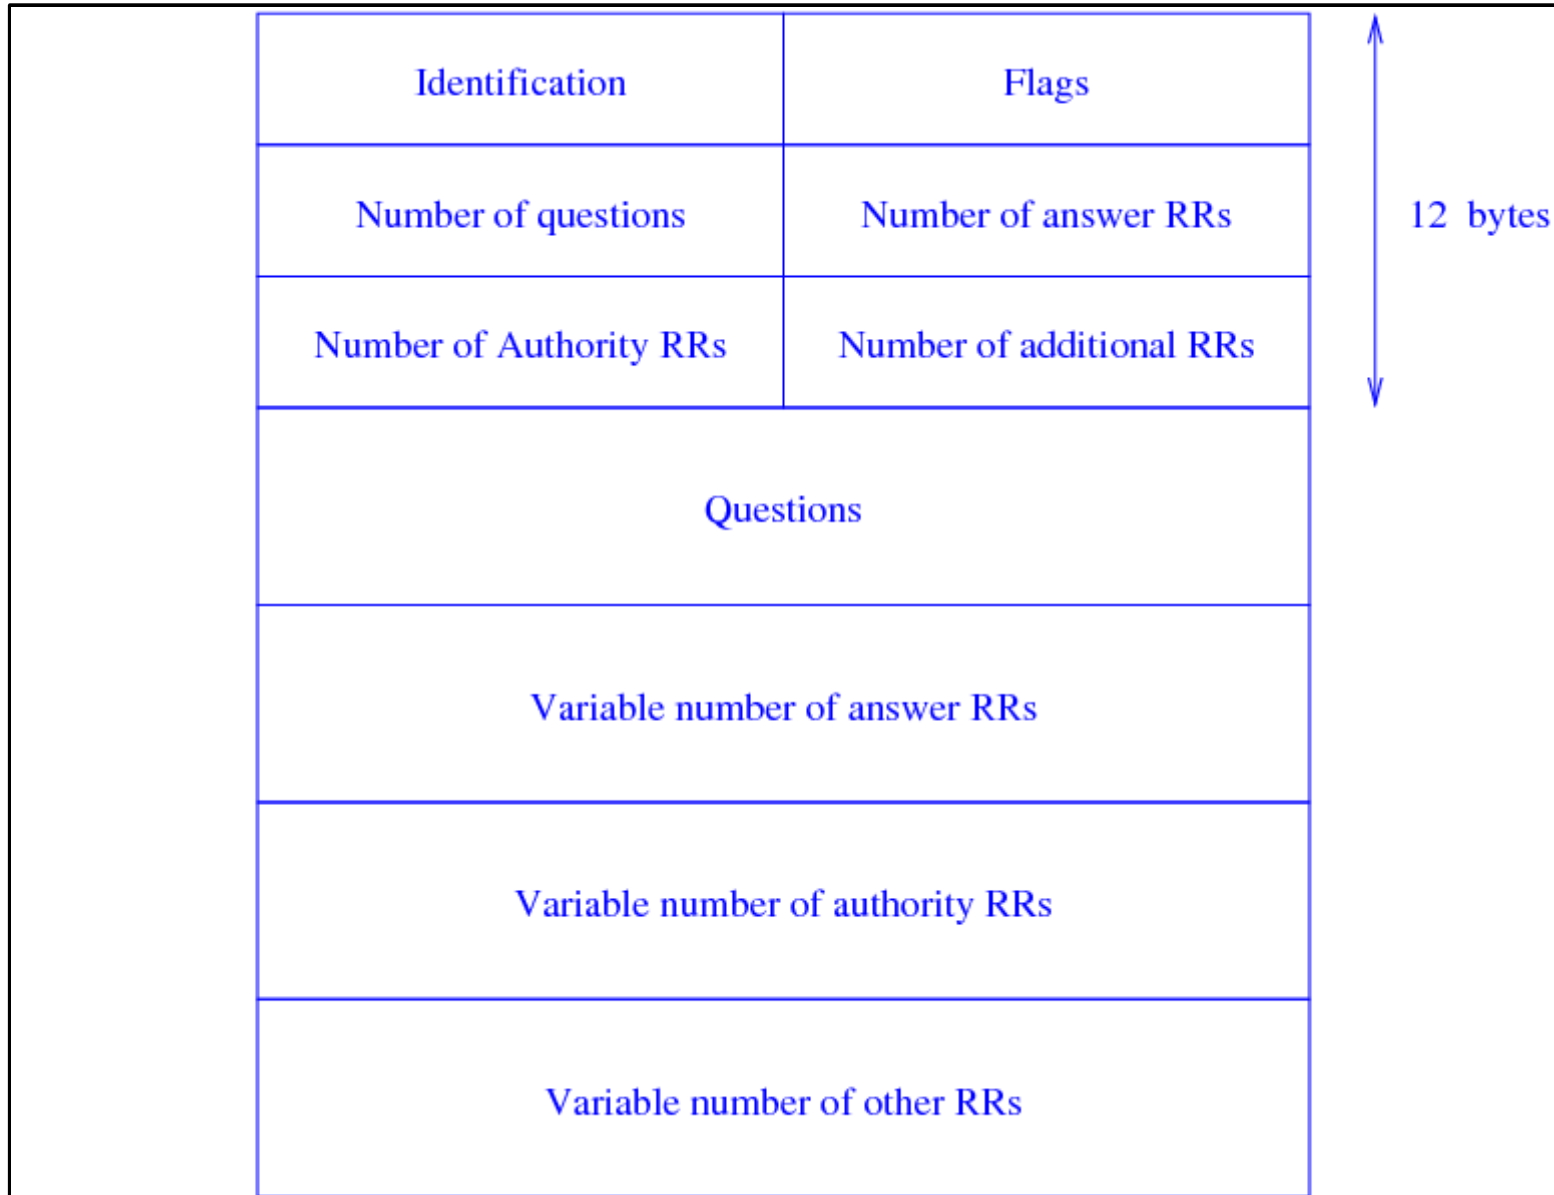 Identification
Flags
Number of questions
Number of answer RRs
12 bytes
Number of Authority RRs
Number of additional RRs
Questions
Variable number of answer RRs
Variable number of authority RRs
Variable number of other RRs